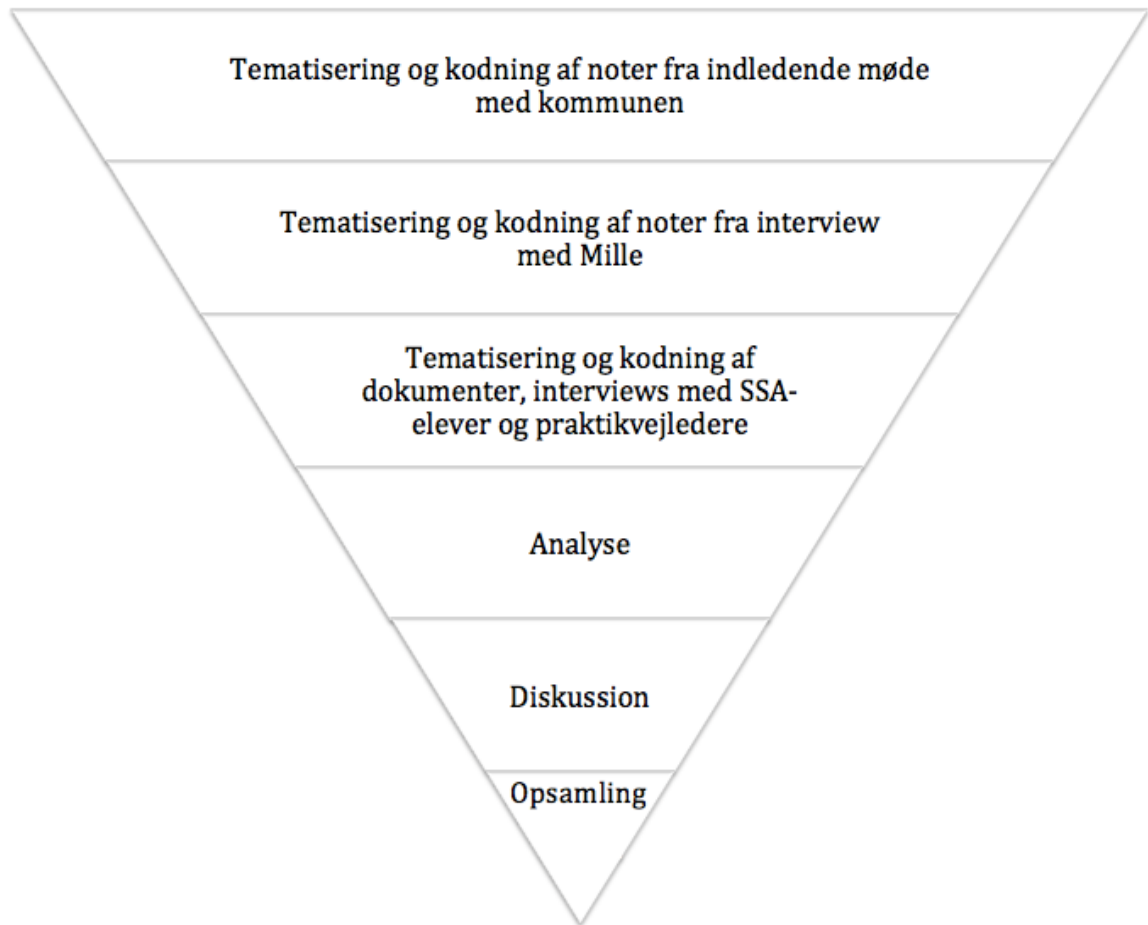 Tematisering og kodning af noter fra indledende møde
med kommunen
Tematisering og kodning af noter fra interview
med Mille
Tematisering og kodning af
dokumenter, interviews med SSA-
elever og praktikvejledere
Analyse
Diskussion
Opsamling